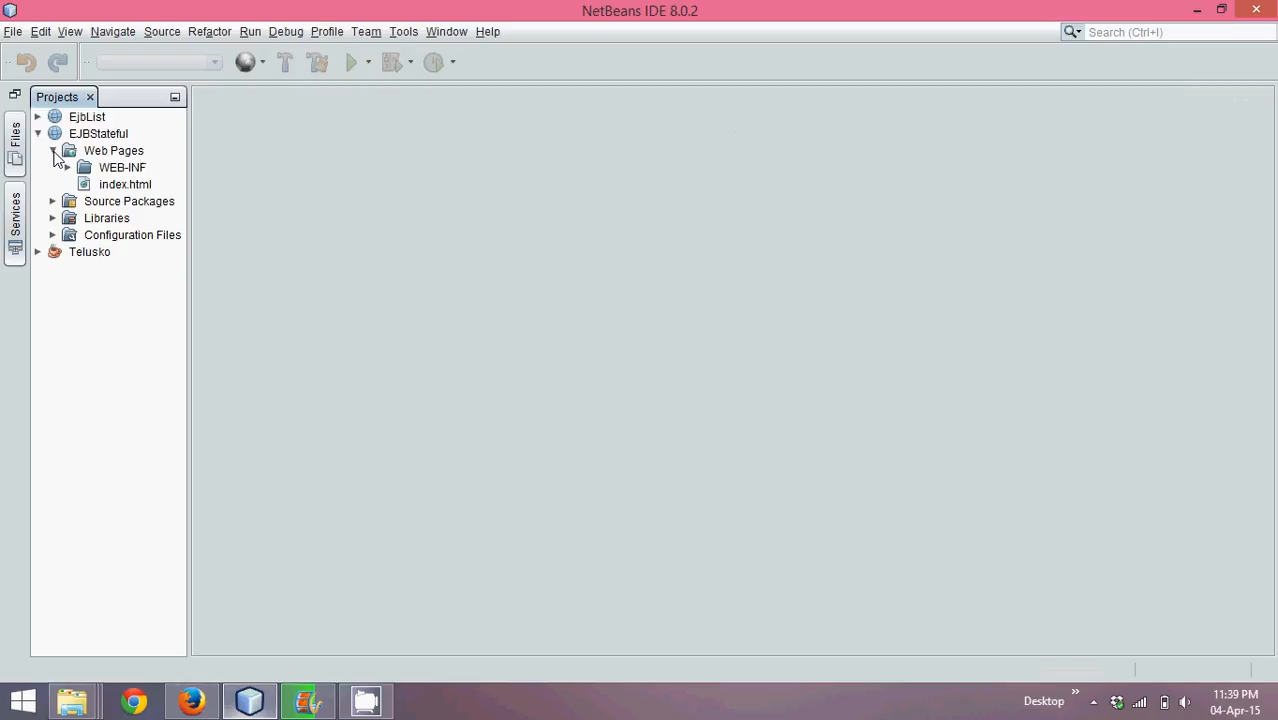 NetBeans IDE 8.0.2
File Edit View Navigate Source Refactor Run Debug Profile Team Tools Window Help
Search (Ctrl+I)
Projects
Files
Services
EjbList
EJBStateful
Web Pages
WEB-INF
index.html
Source Packages
Libraries
Configuration Files
Telusko
Desktop
11:39 PM
04-Apr-15